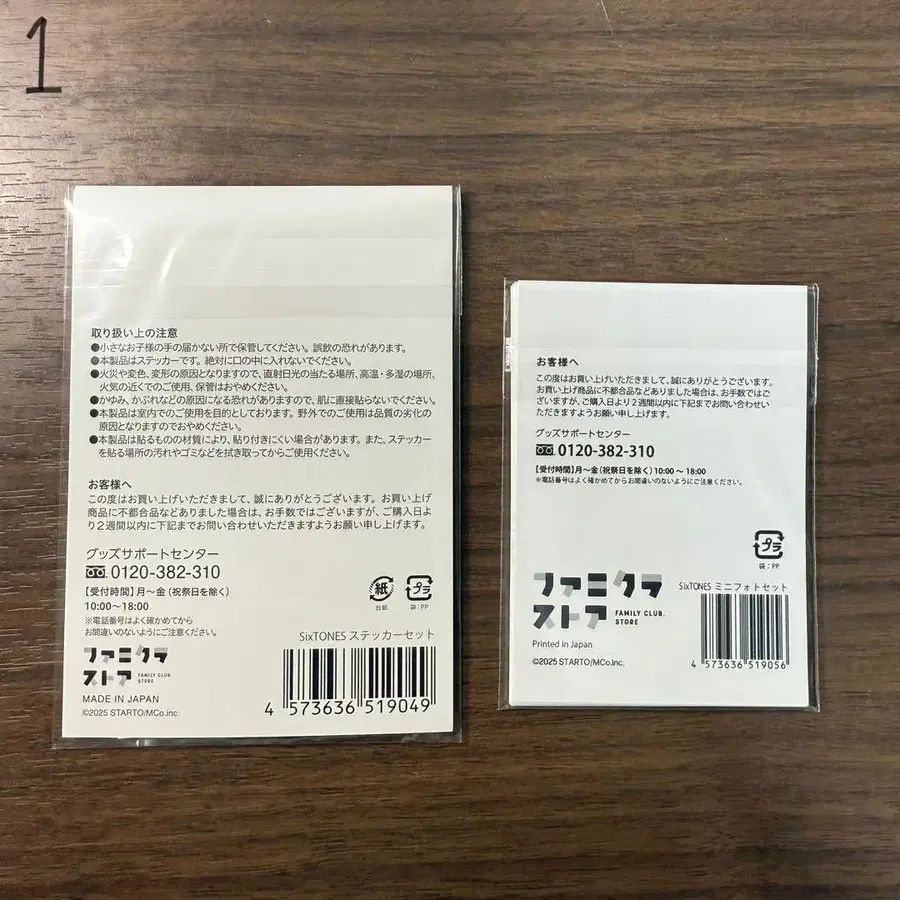 1
取り扱い上の注意
●小さなお子様の手の届かない所で保管してください。誤飲の恐れがあります。
●本製品はステッカーです。絶対に口の中に入れないでください。
●火災や変色、変形の原因となりますので、直射日光の当たる場所、高温・多湿の場所、
火気の近くでのご使用、保管はおやめください。
●かゆみ、かぶれなどの原因になる恐れがありますので、肌に直接貼らないでください。
●本製品は室内でのご使用を目的としております。野外でのご使用は品質の劣化の
原因となりますのでおやめください。
●本製品は貼るものの材質により、貼り付きにくい場合があります。また、ステッカー
を貼る場所の汚れやゴミなどを拭き取ってからご使用ください。
お客様へ
この度はお買い上げいただきまして、誠にありがとうございます。お買い上げ
商品に不都合品などありました場合は、お手数ではございますが、ご購入日よ
り2週間以内に下記までお問い合わせいただきますようお願い申し上げます。
グッズサポートセンター
0120-382-310
【受付時間】月〜金(祝祭日を除く)
10:00〜18:00
※電話番号はよく確かめてから
お間違いのないようにご注意ください。
紙
台紙
プラ
袋:PP
ファミクラ
ストア
FAMILY CLUB
STORE
MADE IN JAPAN
©2025 STARTO/MCo.inc.
SixTONES ステッカーセット
4 573636 519049
お客様へ
この度はお買い上げいただきまして、誠にありがとうございます。
お買い上げ商品に不都合品などありました場合は、お手数ではご
ざいますが、ご購入日より2週間以内に下記までお問い合わせい
ただきますようお願い申し上げます。
グッズサポートセンター
0120-382-310
【受付時間】月〜金(祝祭日を除く)10:00〜18:00
※電話番号はよく確かめてからお間違いのないようにご注意ください。
プラ
袋:PP
ファミクラ
ストア
FAMILY CLUB.
STORE
Printed in Japan
©2025 STARTO/MCo.inc.
SixTONES ミニフォトセット
4 573636 519056